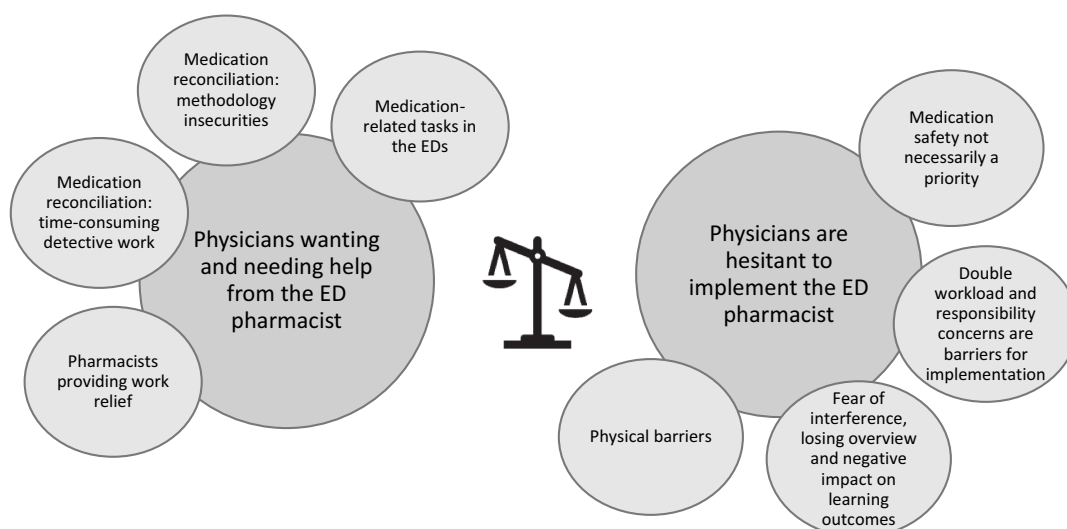 Medication
reconciliation:
methodology
insecurities
Medication-
related tasks in
the EDs
Medication
reconciliation:
time-consuming
detective work
Physicians wanting
and needing help
from the ED
pharmacist
Pharmacists
providing work
relief
Medication
safety not
necessarily a
priority
Physicians are
hesitant to
implement the ED
pharmacist
Double
workload and
responsibility
concerns are
barriers for
implementation
Physical barriers
Fear of
interference,
losing overview
and negative
impact on
learning
outcomes